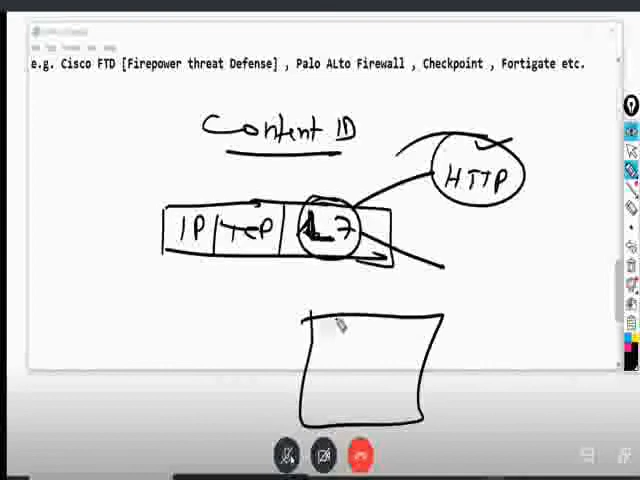 e.g. Cisco FTD [Firepower threat Defense] , Palo ALto Firewall , Checkpoint , Fortigate etc.
Content ID
HTTP
IP TCP L7